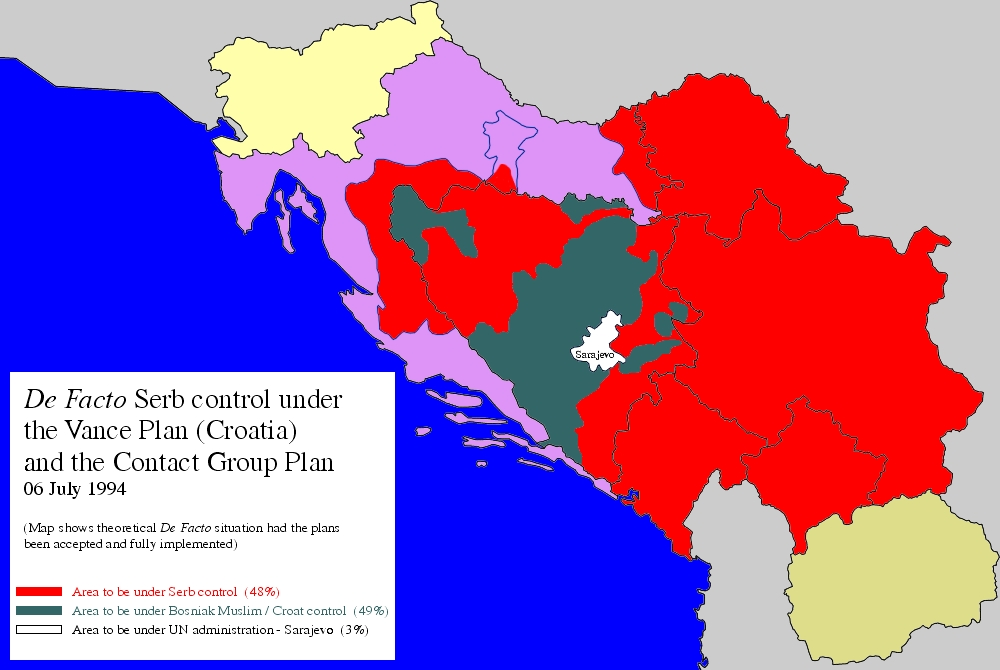 De Facto Serb control under
the Vance Plan (Croatia)
and the Contact Group Plan
06 July 1994
(Map shows theoretical De Facto situation had the plans
been accepted and fully implemented)
Area to be under Serb control (48%)
Area to be under Bosniak Muslim / Croat control (49%)
Area to be under UN administration - Sarajevo (3%)
Sarajevo